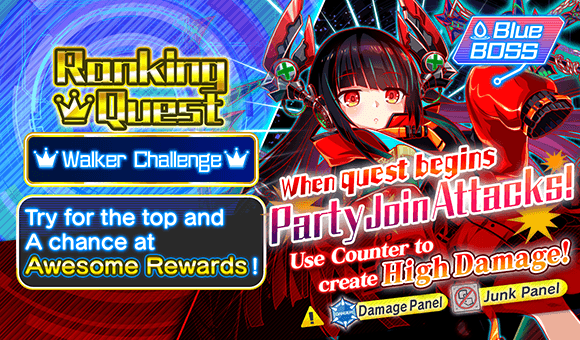 Ranking
Quest
Walker Challenge
Try for the top and
A chance at
Awesome Rewards!
Blue
BOSS
When quest begins
Party Join Attacks!
Use Counter to
create High Damage!
Damage Panel
Junk Panel